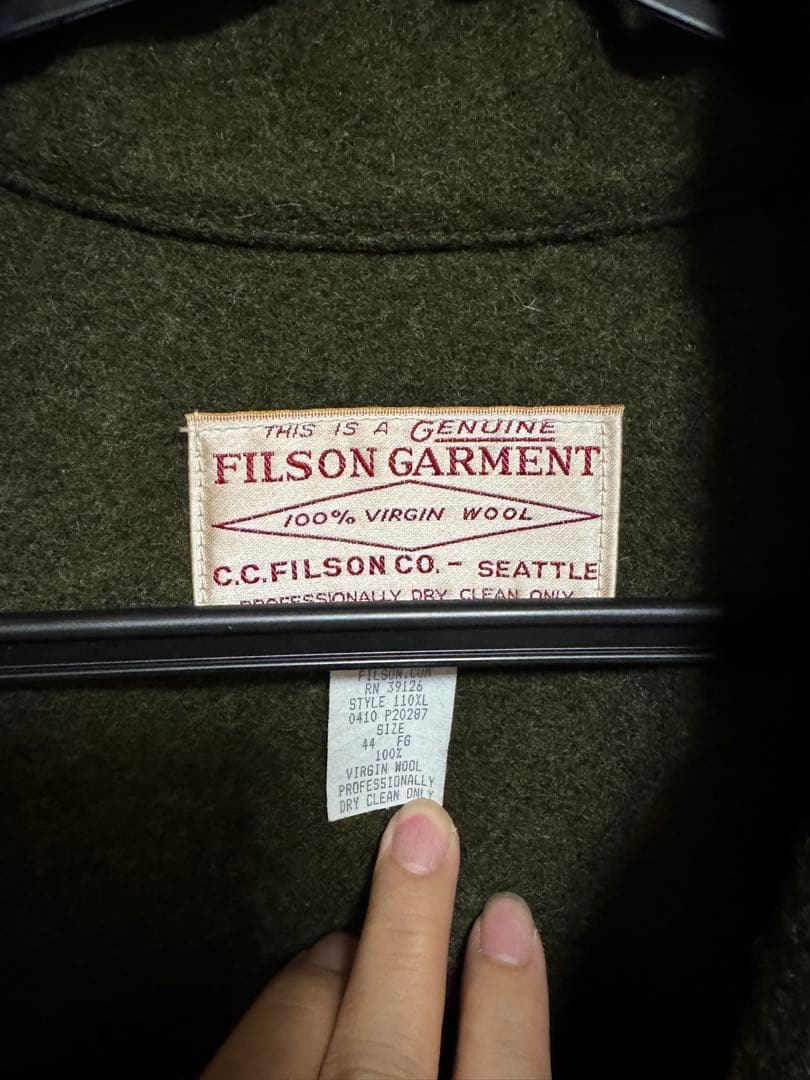 THIS IS A GENUINE
FILSON GARMENT
100% VIRGIN WOOL
C.C.FILSON CO. - SEATTLE
PROFESSIONALLY DRY CLEAN ONLY
FILSON.COM
RN 39126
STYLE 110XL
0410 P20287
SIZE
44 FG
100%
VIRGIN WOOL
PROFESSIONALLY
DRY CLEAN ONLY